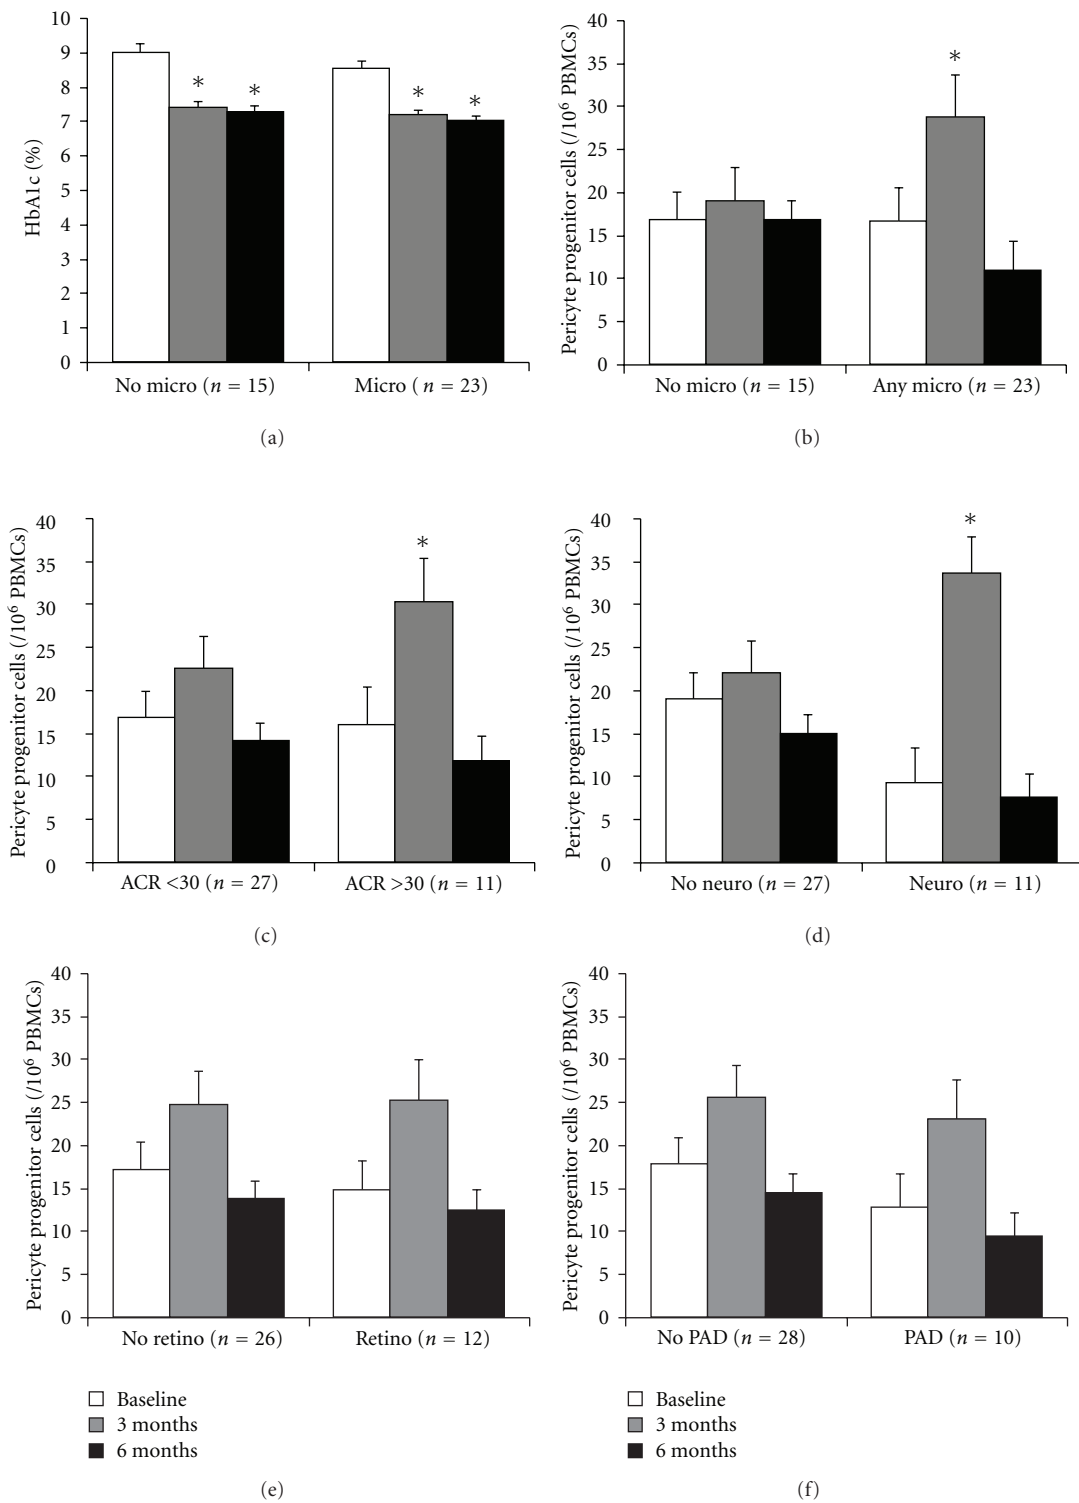 HbA1c (%)
10
9
8
7
6
5
4
3
2
1
0
* * * *
No micro (n = 15) Micro ( n = 23)
(a)
Pericyte progenitor cells (/10⁶ PBMCs)
40
35
30
25
20
15
10
5
0
*
No micro (n = 15) Any micro (n = 23)
(b)
Pericyte progenitor cells (/10⁶ PBMCs)
40
35
30
25
20
15
10
5
0
*
ACR <30 (n = 27) ACR >30 (n = 11)
(c)
Pericyte progenitor cells (/10⁶ PBMCs)
40
35
30
25
20
15
10
5
0
*
No neuro (n = 27) Neuro (n = 11)
(d)
Pericyte progenitor cells (/10⁶ PBMCs)
40
35
30
25
20
15
10
5
0
No retino (n = 26) Retino (n = 12)
Baseline
3 months
6 months
(e)
Pericyte progenitor cells (/10⁶ PBMCs)
40
35
30
25
20
15
10
5
0
No PAD (n = 28) PAD (n = 10)
Baseline
3 months
6 months
(f)